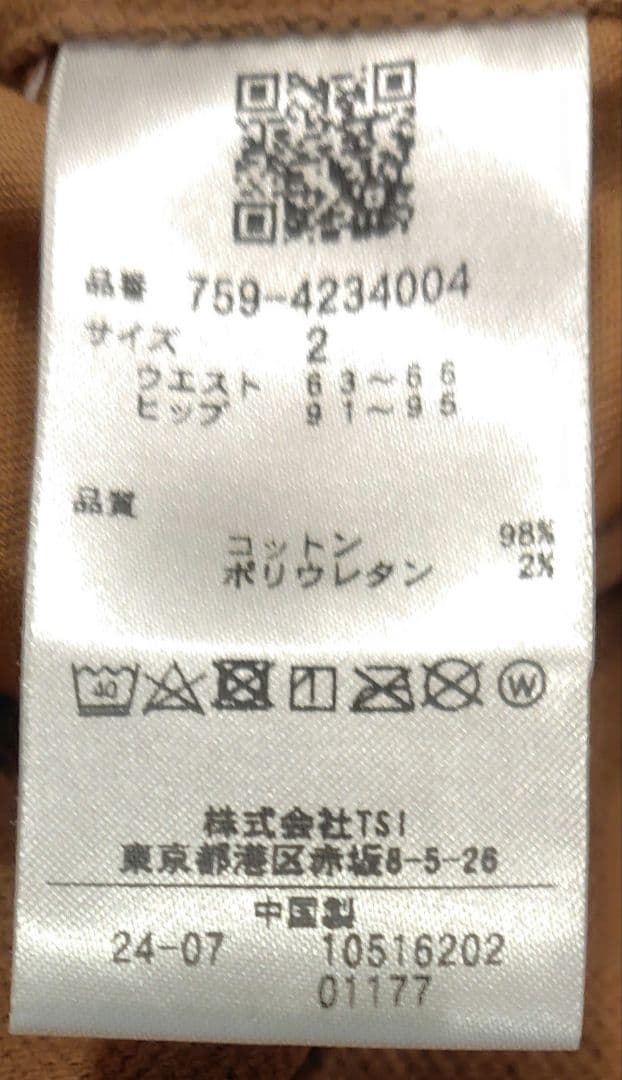 品番 759-4234004
サイズ 2
ウエスト 63~66
ヒップ 91~95
品質
コットン 98%
ポリウレタン 2%
40 W
株式会社TSI
東京都港区赤坂8-5-26
中国製
24-07 10516202
01177